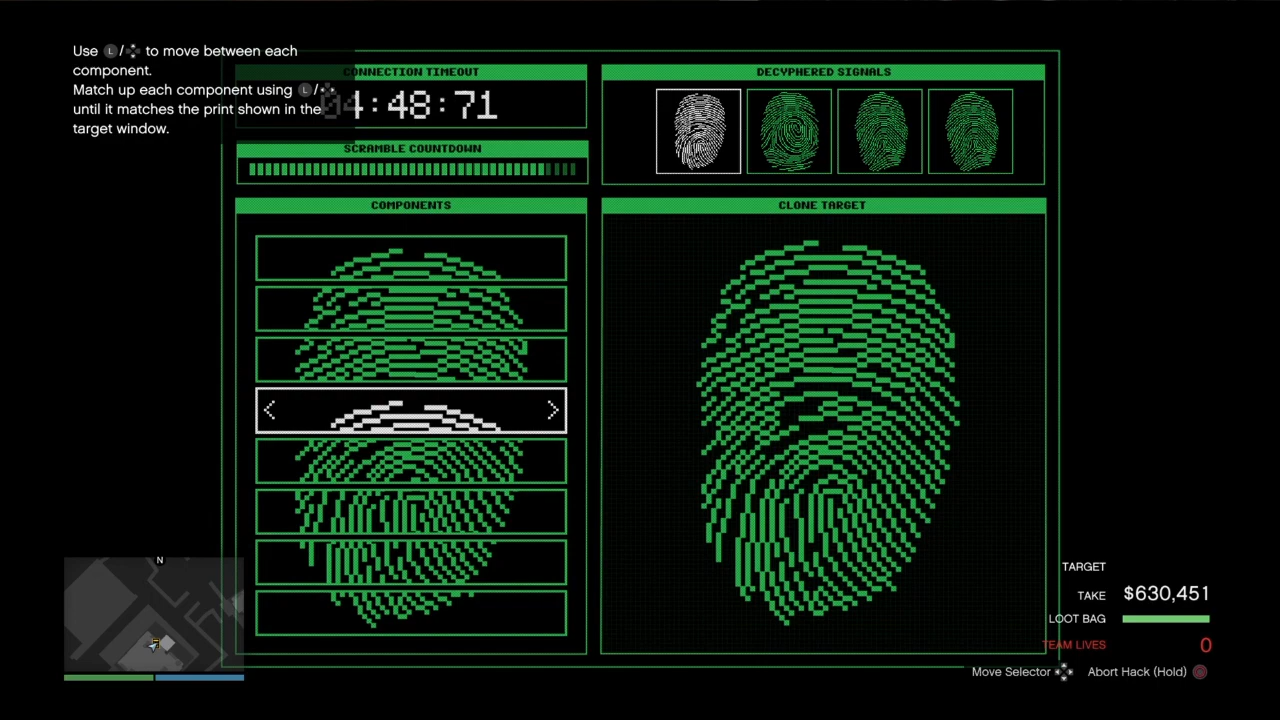 Use L/ to move between each
component.
Match up each component using L/
until it matches the print shown in the
target window.
CONNECTION TIMEOUT
04:48:71
SCRAMBLE COUNTDOWN
COMPONENTS
DECYPHERED SIGNALS
CLONE TARGET
N
TARGET
TAKE $630,451
LOOT BAG
TEAM LIVES 0
Move Selector Abort Hack (Hold)